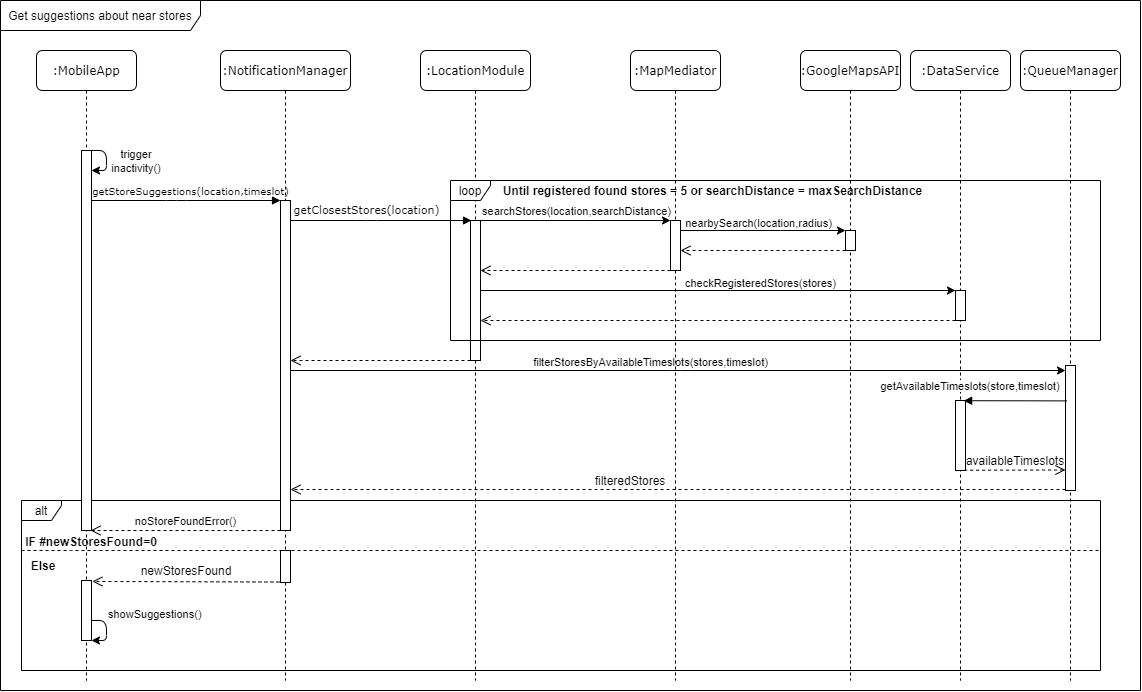 Get suggestions about near stores
:MobileApp
:NotificationManager
:LocationModule
:MapMediator
:GoogleMapsAPI
:DataService
:QueueManager
trigger
inactivity()
getStoreSuggestions(location,timeslot)
loop
Until registered found stores = 5 or searchDistance = maxSearchDistance
getClosestStores(location)
searchStores(location,searchDistance)
nearbySearch(location,radius)
checkRegisteredStores(stores)
filterStoresByAvailableTimeslots(stores,timeslot)
getAvailableTimeslots(store,timeslot)
availableTimeslots
filteredStores
alt
noStoreFoundError()
IF #newStoresFound=0
Else
newStoresFound
showSuggestions()